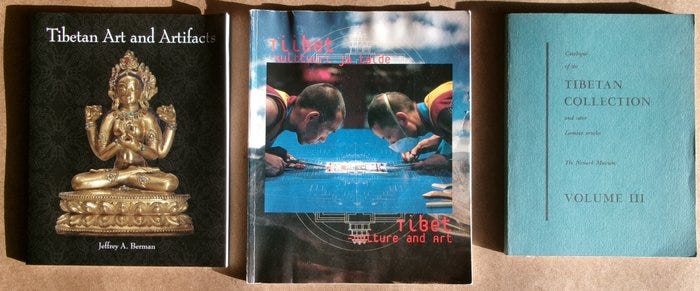 Tibetan Art and Artifacts
Jeffrey A. Berman
Tiibet
kulttuuri ja taide
Tibet
culture and Art
Catalogue
of the
TIBETAN
COLLECTION
and other
Lamaist articles
The Newark Museum
VOLUME III